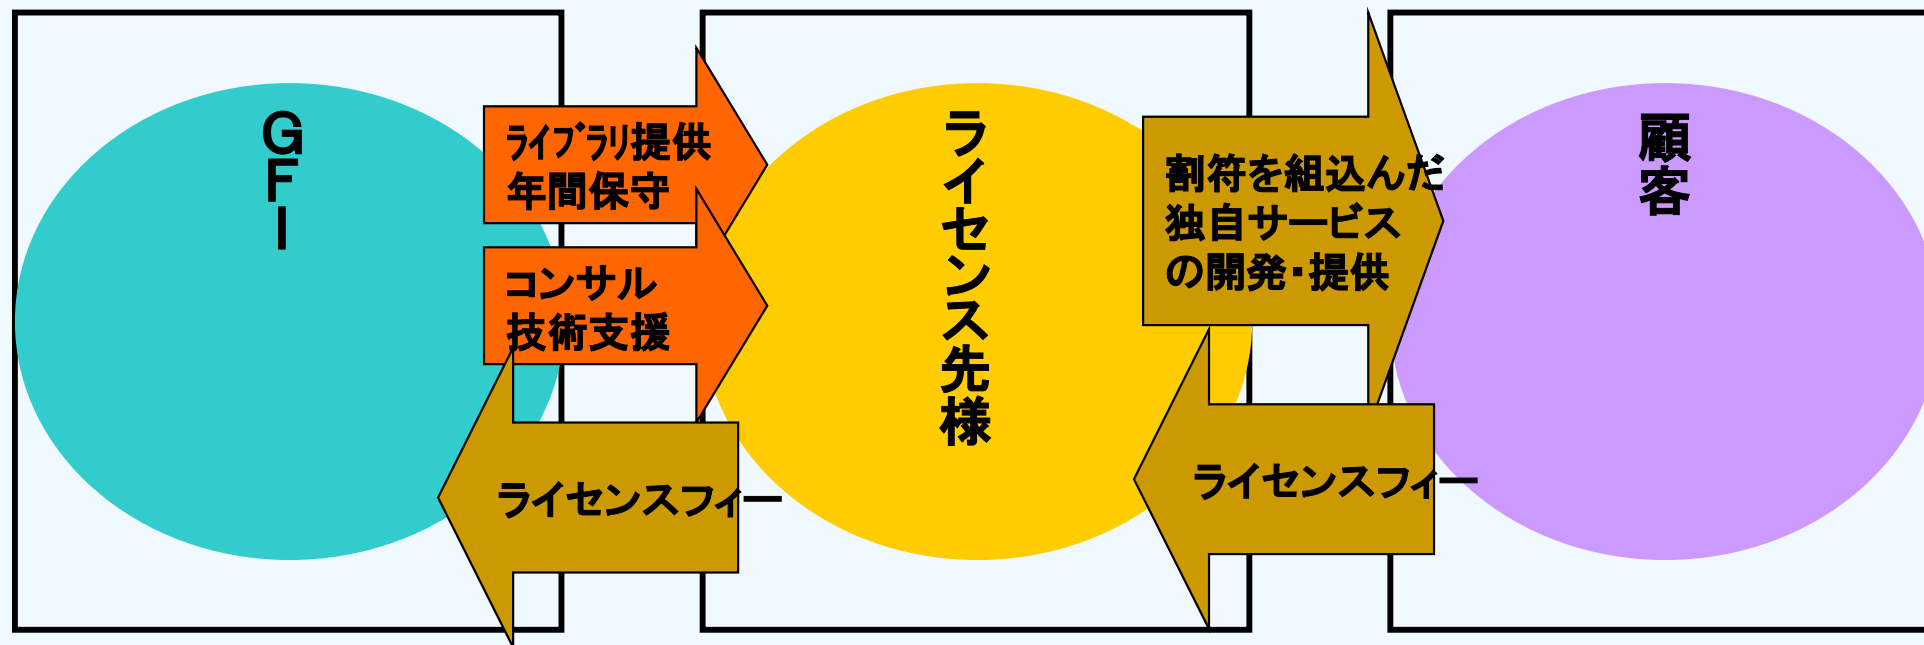 GFI
ﾗｲﾌﾞﾗﾘ提供
年間保守
コンサル
技術支援
ライセンスフィー
ライセンス先様
割符を組込んだ
独自サービス
の開発・提供
ライセンスフィー
顧客